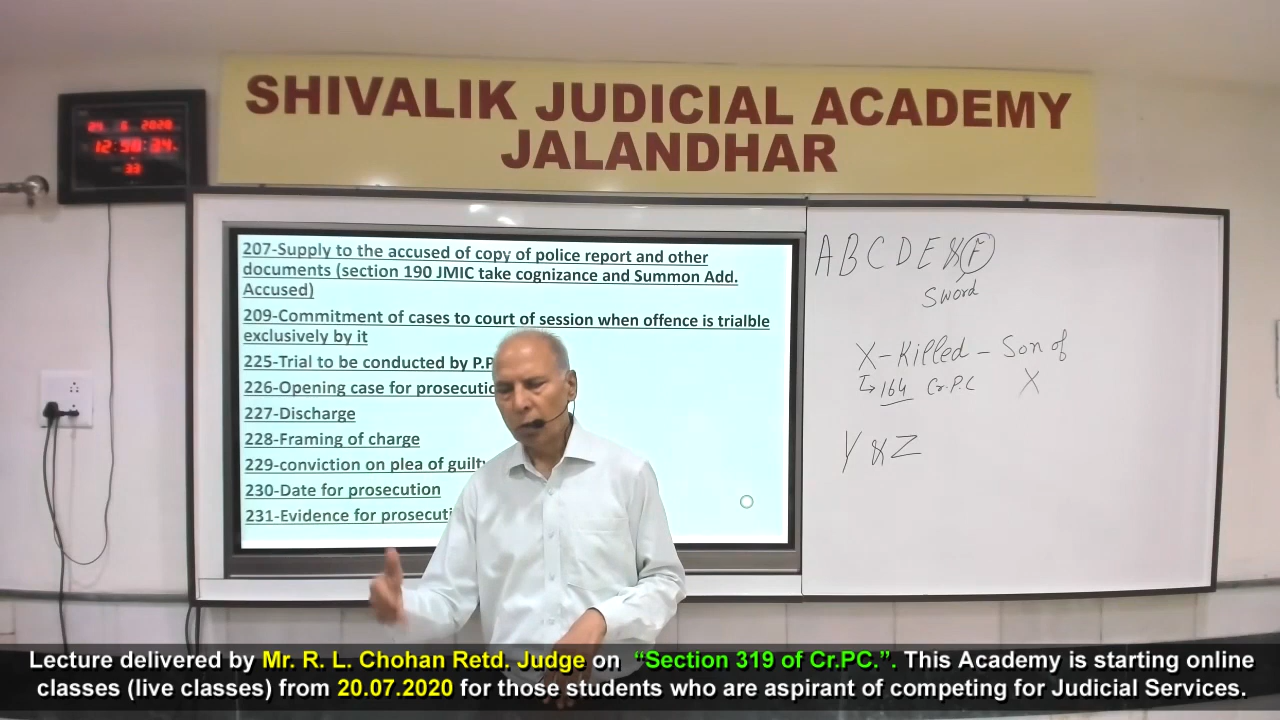 SHIVALIK JUDICIAL ACADEMY
JALANDHAR
2020
12:50:34
33
207-Supply to the accused of copy of police report and other
documents (section 190 JMIC take cognizance and Summon Add.
Accused)
209-Commitment of cases to court of session when offence is trialble
exclusively by it
225-Trial to be conducted by P.P
226-Opening case for prosecutio
227-Discharge
228-Framing of charge
229-conviction on plea of guilt
230-Date for prosecution
231-Evidence for prosecuti
A B C D E & F
Sword
X-Killed - Son of
164 Cr.P.C X
Y & Z
Lecture delivered by Mr. R. L. Chohan Retd. Judge on “Section 319 of Cr.PC.”. This Academy is starting online
classes (live classes) from 20.07.2020 for those students who are aspirant of competing for Judicial Services.